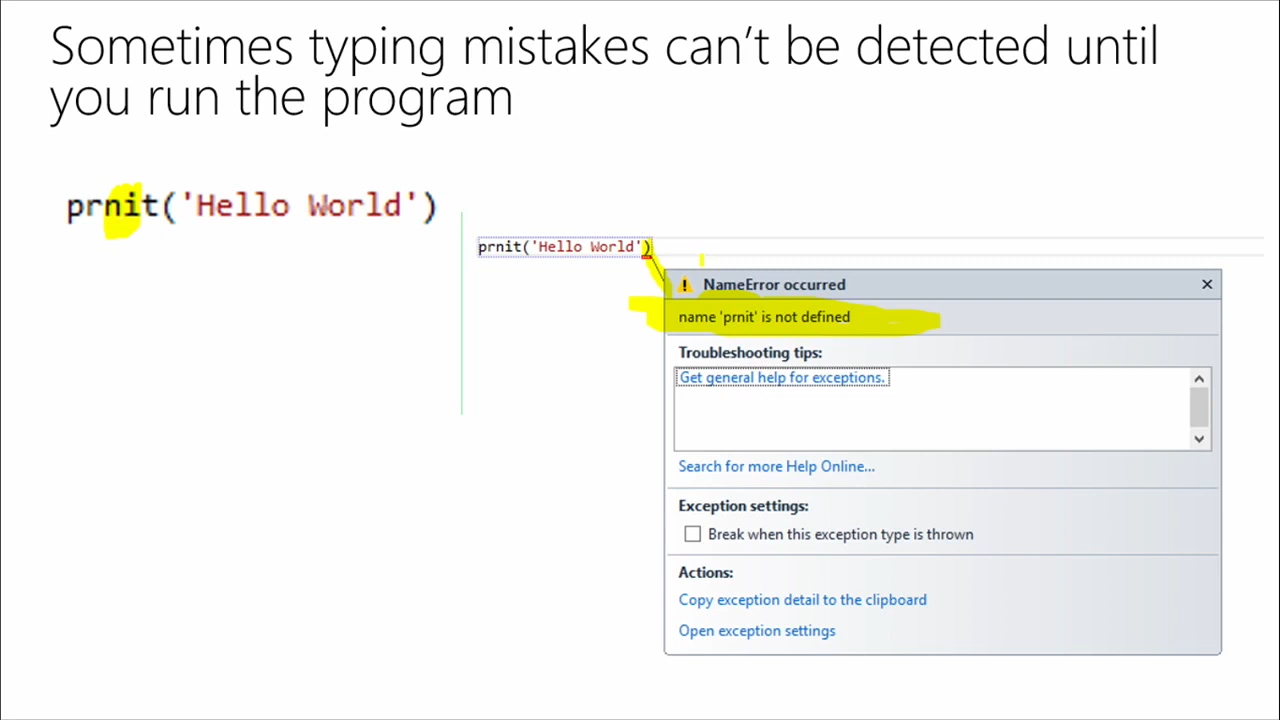 Sometimes typing mistakes can’t be detected until
you run the program
prnit('Hello World')
prnit('Hello World')
NameError occurred
name 'prnit' is not defined
Troubleshooting tips:
Get general help for exceptions.
Search for more Help Online...
Exception settings:
Break when this exception type is thrown
Actions:
Copy exception detail to the clipboard
Open exception settings